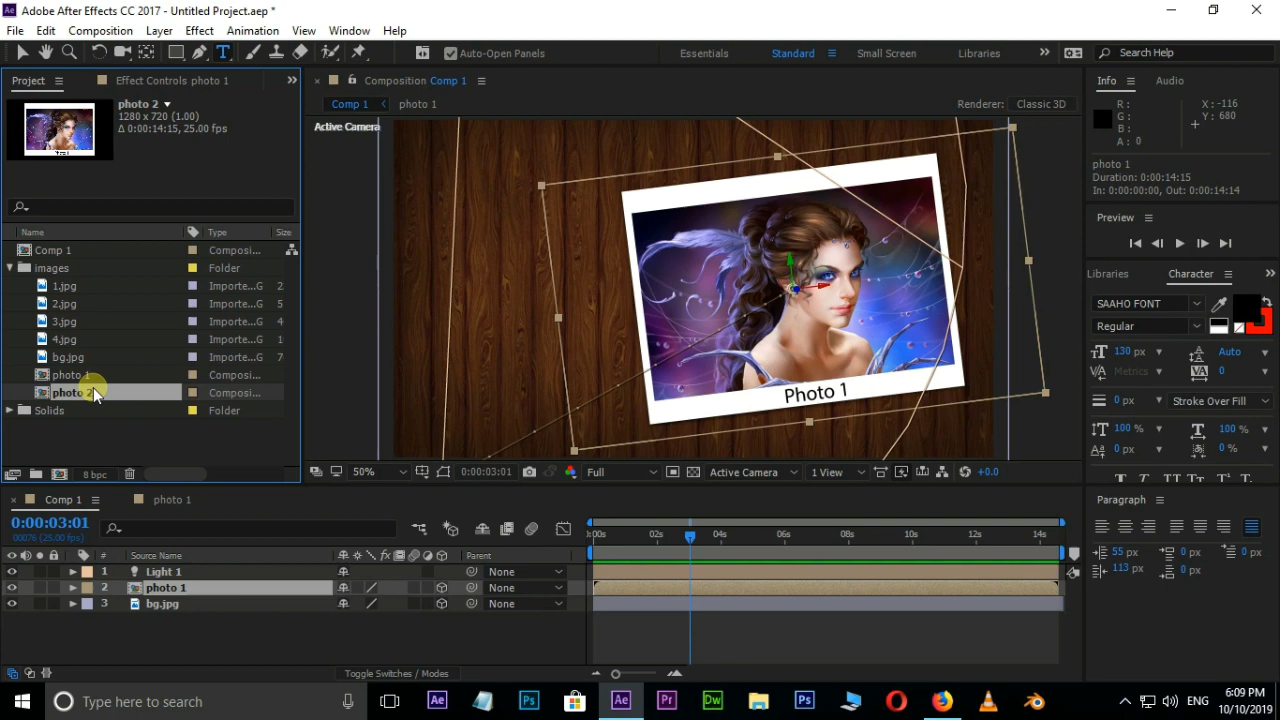 Adobe After Effects CC 2017 - Untitled Project.aep *
File Edit Composition Layer Effect Animation View Window Help
Auto-Open Panels Essentials Standard Small Screen Libraries Search Help
Project Effect Controls photo 1
photo 2
1280 x 720 (1.00)
Δ 0:00:14:15, 25.00 fps
Name Type Size
Comp 1 Composi...
images Folder
1.jpg Importe...G 2
2.jpg Importe...G 5
3.jpg Importe...G 4
4.jpg Importe...G 1
bg.jpg Importe...G 7
photo 1 Composi...
photo 2 Composi...
Solids Folder
8 bpc
Composition Comp 1
Comp 1 photo 1 Renderer: Classic 3D
Active Camera
Photo 1
50% 0:00:03:01 Full Active Camera 1 View +0.0
Info Audio
R : X : -116
G : Y : 680
B :
A : 0
photo 1
Duration: 0:00:14:15
In: 0:00:00:00, Out: 0:00:14:14
Preview
Libraries Character
SAAHO FONT
Regular
130 px Auto
Metrics 0
0 px Stroke Over Fill
100 % 100 %
0 px 0 %
Paragraph
55 px 0 px 0 px
113 px 0 px
Comp 1 photo 1
0:00:03:01
00076 (25.00 fps)
:00s 02s 04s 06s 08s 10s 12s 14s
# Source Name Parent
1 Light 1 None
2 photo 1 None
3 bg.jpg None
Toggle Switches / Modes
Type here to search
ENG
6:09 PM
10/10/2019